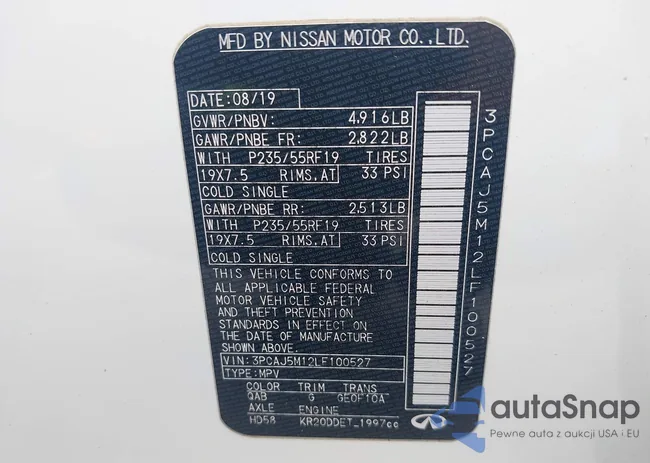 MFD BY NISSAN MOTOR CO.,LTD.
DATE:08/19
GVWR/PNBV: 4,916LB
GAWR/PNBE FR: 2,822LB
WITH P235/55RF19 TIRES
19X7.5 RIMS.AT 33 PSI
COLD SINGLE
GAWR/PNBE RR: 2,513LB
WITH P235/55RF19 TIRES
19X7.5 RIMS.AT 33 PSI
COLD SINGLE
THIS VEHICLE CONFORMS TO
ALL APPLICABLE FEDERAL
MOTOR VEHICLE SAFETY
AND THEFT PREVENTION
STANDARDS IN EFFECT ON
THE DATE OF MANUFACTURE
SHOWN ABOVE.
VIN:3PCAJ5M12LF100527
TYPE:MPV
COLOR TRIM TRANS
QAB G GE0F10A
AXLE ENGINE
HD58 KR20DDET_1997cc
3PCAJ5M12LF100527
autaSnap
Pewne auta z aukcji USA i EU